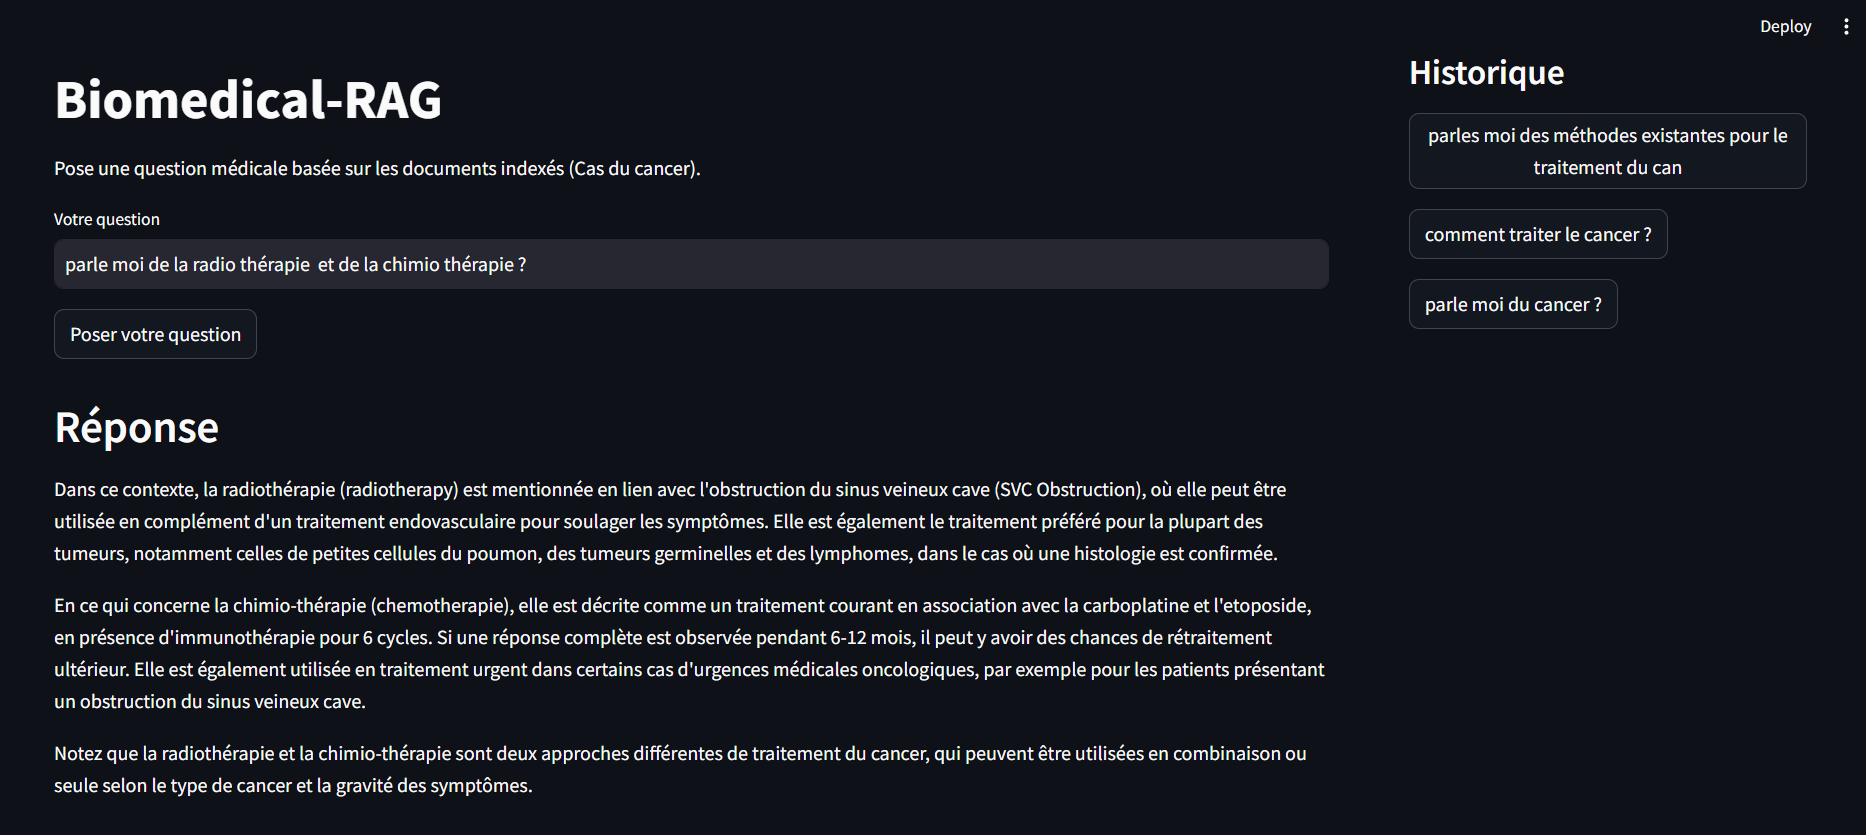 Deploy
Biomedical-RAG
Pose une question médicale basée sur les documents indexés (Cas du cancer).
Votre question
parle moi de la radio thérapie  et de la chimio thérapie ?
Poser votre question
Réponse
Dans ce contexte, la radiothérapie (radiotherapy) est mentionnée en lien avec l'obstruction du sinus veineux cave (SVC Obstruction), où elle peut être
utilisée en complément d'un traitement endovasculaire pour soulager les symptômes. Elle est également le traitement préféré pour la plupart des
tumeurs, notamment celles de petites cellules du poumon, des tumeurs germinelles et des lymphomes, dans le cas où une histologie est confirmée.
En ce qui concerne la chimio-thérapie (chemotherapie), elle est décrite comme un traitement courant en association avec la carboplatine et l'etoposide,
en présence d'immunothérapie pour 6 cycles. Si une réponse complète est observée pendant 6-12 mois, il peut y avoir des chances de rétraitement
ultérieur. Elle est également utilisée en traitement urgent dans certains cas d'urgences médicales oncologiques, par exemple pour les patients présentant
un obstruction du sinus veineux cave.
Notez que la radiothérapie et la chimio-thérapie sont deux approches différentes de traitement du cancer, qui peuvent être utilisées en combinaison ou
seule selon le type de cancer et la gravité des symptômes.
Historique
parles moi des méthodes existantes pour le
traitement du can
comment traiter le cancer ?
parle moi du cancer ?